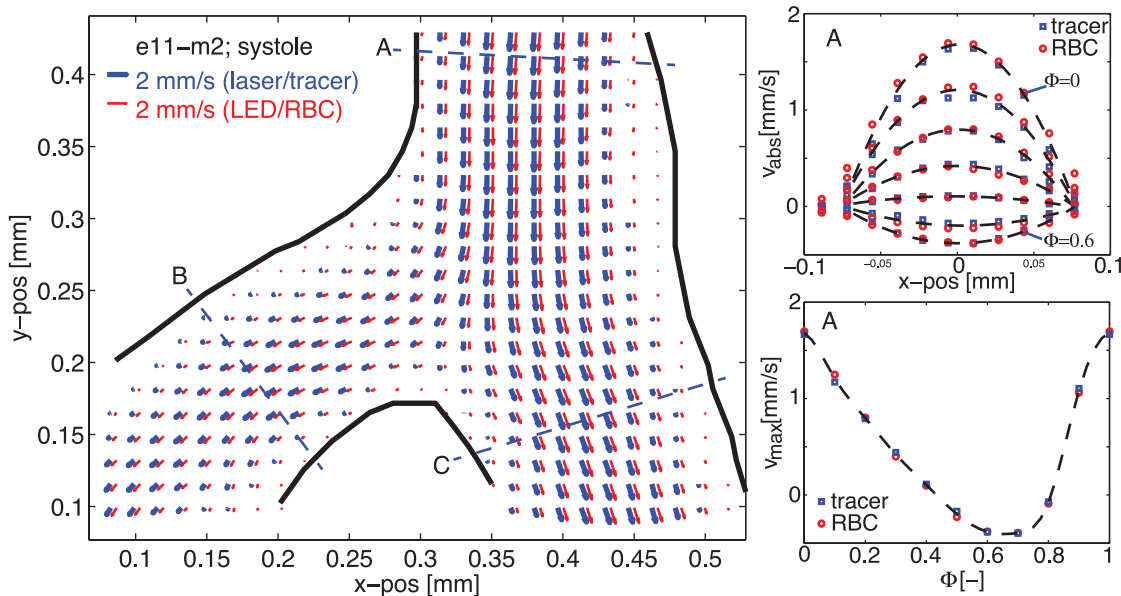 e11−m2; systole
2 mm/s (laser/tracer)
2 mm/s (LED/RBC)
A
B
C
y−pos [mm]
0.4
0.35
0.3
0.25
0.2
0.15
0.1
0.1 0.15 0.2 0.25 0.3 0.35 0.4 0.45 0.5
x−pos [mm]
A
tracer
RBC
Φ=0
Φ=0.6
v_abs[mm/s]
2
1
0
−0.1 −0.05 0 0.05 0.1
x−pos [mm]
A
tracer
RBC
v_max[mm/s]
2
1
0
0 0.2 0.4 0.6 0.8 1
Φ[−]